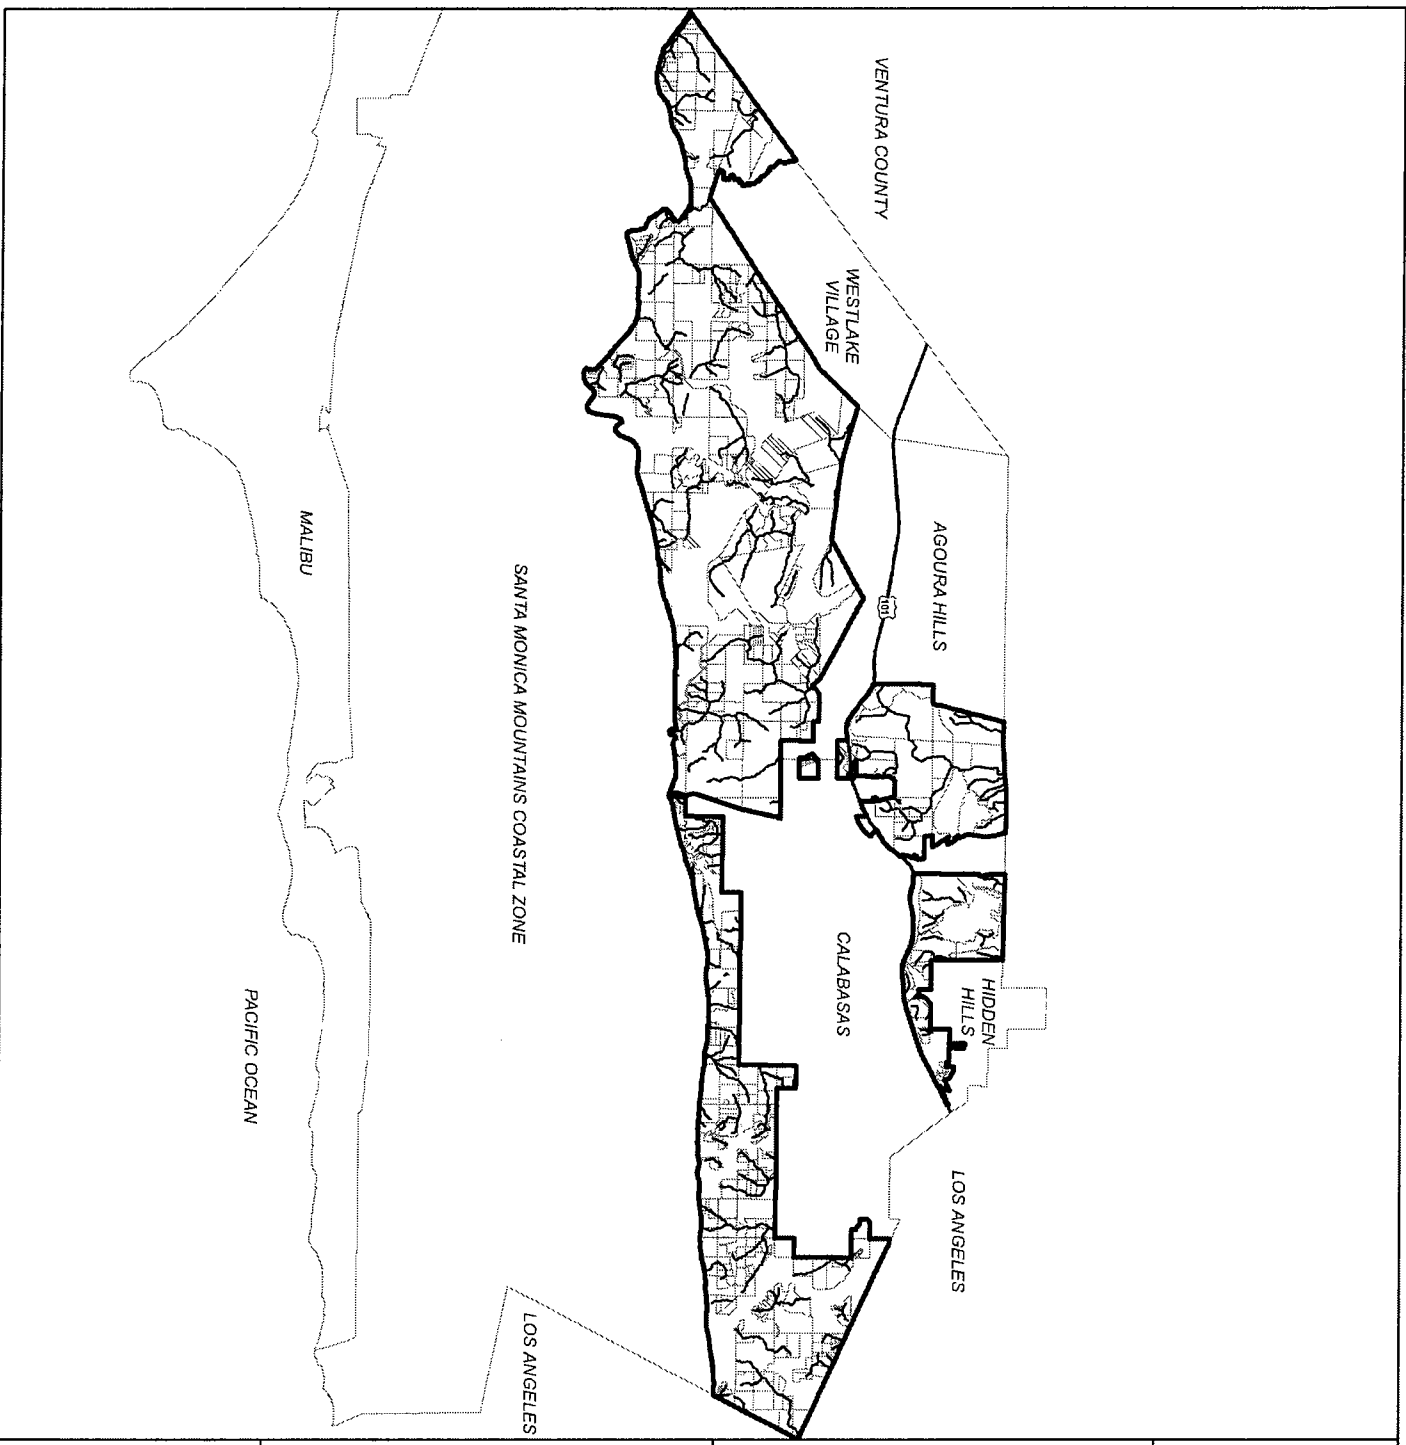 VENTURA COUNTY
WESTLAKE
VILLAGE
AGOURA HILLS
101
HIDDEN
HILLS
CALABASAS
LOS ANGELES
SANTA MONICA MOUNTAINS COASTAL ZONE
MALIBU
PACIFIC OCEAN
LOS ANGELES